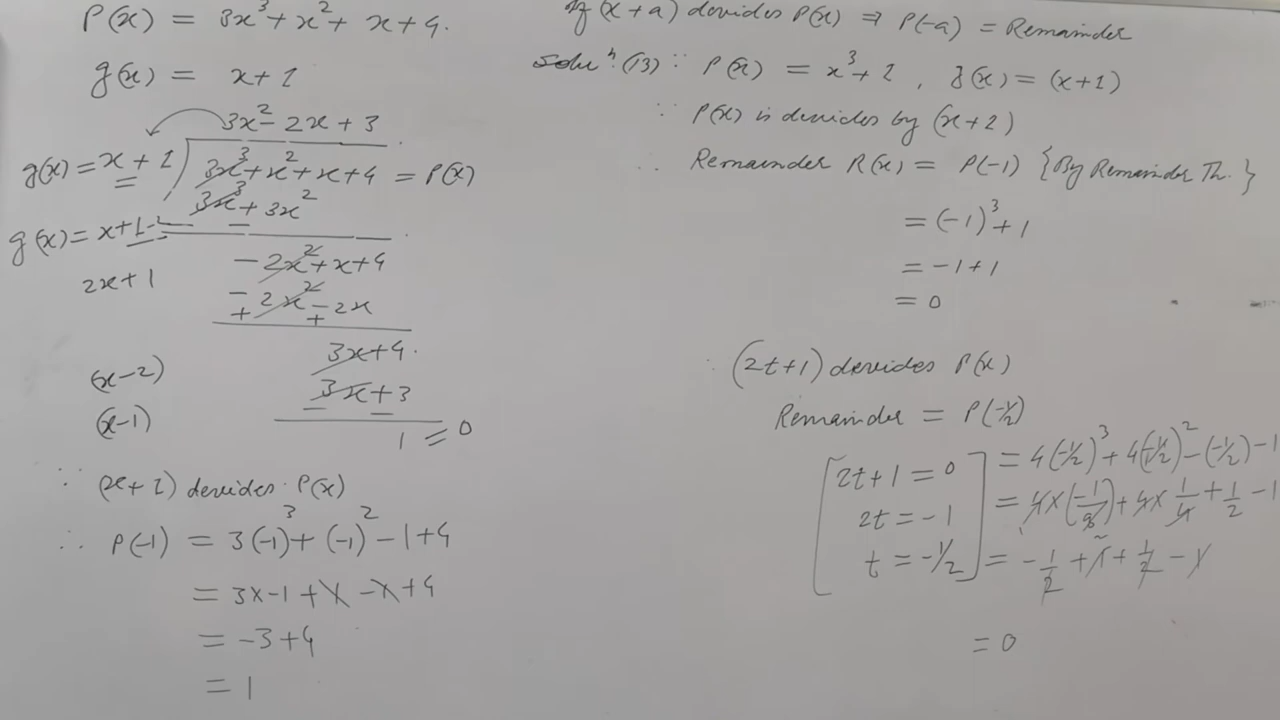 P(x) = 3x³ + x² + x + 4.
g(x) = x + 1
3x² - 2x + 3
g(x) = x + 1 ) 3x³ + x² + x + 4 = P(x)
3x³ + 3x²
g(x) = x + 1
- 2x² + x + 4
2x + 1
- 2x² - 2x
+ +
3x + 4.
(x - 2)
3x + 3
- -
(x - 1)
1 = 0
∵ (x + 1) devides P(x)
∴ P(-1) = 3(-1)³ + (-1)² - 1 + 4
= 3x-1 + 1 - 1 + 4
= -3 + 4
= 1
If (x + a) devides P(x) ⇒ P(-a) = Remainder
Soluⁿ: (13) ∵ P(x) = x³ + 1 , g(x) = (x + 1)
∵ P(x) is devides by (x + 1)
∴ Remainder R(x) = P(-1) {By Remainder Th.}
= (-1)³ + 1
= -1 + 1
= 0
∵ (2t + 1) devides P(x)
Remainder = P(-1/2)
[2t + 1 = 0] = 4(-1/2)³ + 4(-1/2)² - (-1/2) - 1
2t = -1 = 4x(-1/8) + 4x 1/4 + 1/2 - 1
t = -1/2 = - 1/2 + 1 + 1/2 - 1
= 0